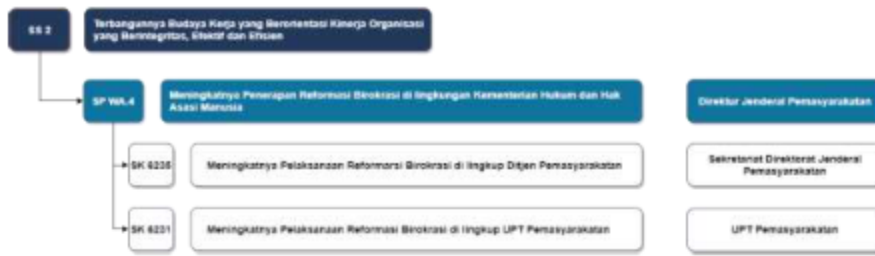 SS 2
Terbangunnya Budaya Kerja yang Berorientasi Kinerja Organisasi
yang Berintegritas, Efektif dan Efisien
SP WA.4
Meningkatnya Penerapan Reformasi Birokrasi di lingkungan Kementerian Hukum dan Hak
Asasi Manusia
Direktur Jenderal Pemasyarakatan
SK 6235
Meningkatnya Pelaksanaan Reformarsi Birokrasi di lingkup Ditjen Pemasyarakatan
Sekretariat Direktorat Jenderal
Pemasyarakatan
SK 6231
Meningkatnya Pelaksanaan Reformasi Birokrasi di lingkup UPT Pemasyarakatan
UPT Pemasyarakatan